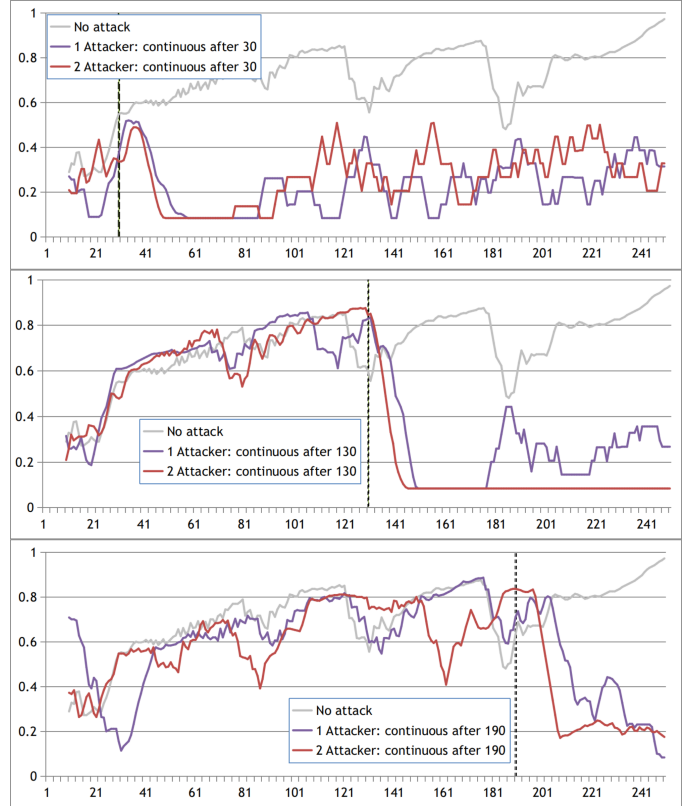 1
No attack
1 Attacker: continuous after 30
0.8
2 Attacker: continuous after 30
0.6
0.4
0.2
0
1 21 41 61 81 101 121 141 161 181 201 221 241
1
0.8
0.6
0.4
No attack
1 Attacker: continuous after 130
0.2
2 Attacker: continuous after 130
0
1 21 41 61 81 101 121 141 161 181 201 221 241
1
0.8
0.6
0.4
No attack
0.2
1 Attacker: continuous after 190
2 Attacker: continuous after 190
0
1 21 41 61 81 101 121 141 161 181 201 221 241